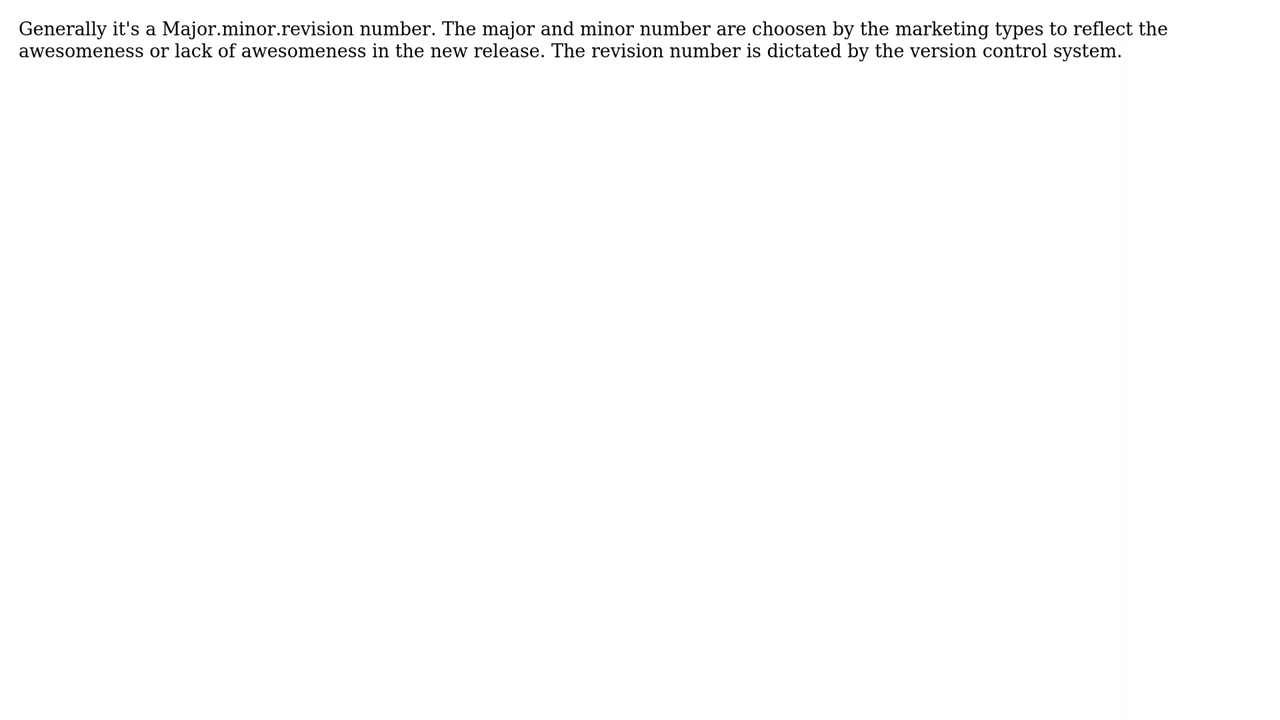 Generally it's a Major.minor.revision number. The major and minor number are choosen by the marketing types to reflect the
awesomeness or lack of awesomeness in the new release. The revision number is dictated by the version control system.